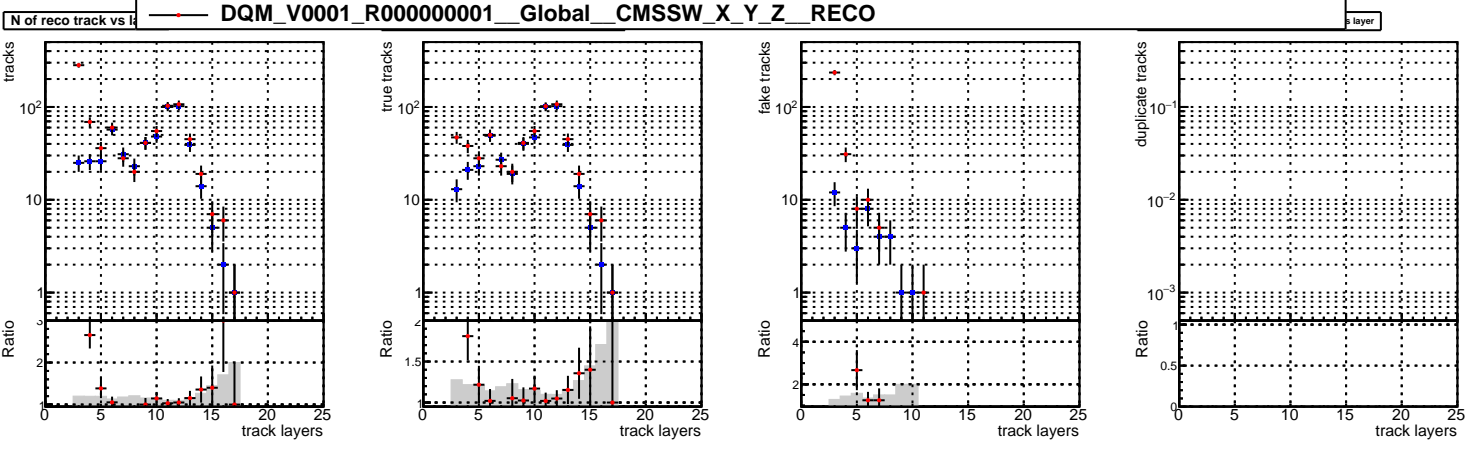 N of reco track vs la
DQM_V0001_R000000001__Global__CMSSW_X_Y_Z__RECO
s layer
tracks
10²
10
1
Ratio
3
2
0 5 10 15 20 25
track layers
true tracks
10²
10
1
Ratio
2
1.5
1
0 5 10 15 20 25
track layers
fake tracks
10²
10
1
Ratio
4
2
0 5 10 15 20 25
track layers
duplicate tracks
10⁻¹
10⁻²
10⁻³
Ratio
1
0.5
0
0 5 10 15 20 25
track layers